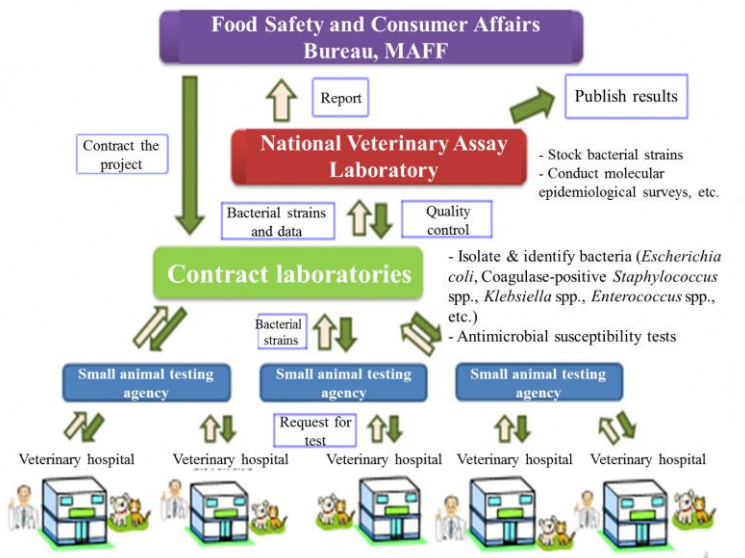 Food Safety and Consumer Affairs
Bureau, MAFF
Report
Publish results
Contract the
project
National Veterinary Assay
Laboratory
- Stock bacterial strains
- Conduct molecular
epidemiological surveys, etc.
Bacterial strains
and data
Quality
control
Contract laboratories
- Isolate & identify bacteria (Escherichia
coli, Coagulase-positive Staphylococcus
spp., Klebsiella spp., Enterococcus spp.,
etc.)
- Antimicrobial susceptibility tests
Bacterial
strains
Small animal testing
agency
Small animal testing
agency
Small animal testing
agency
Request for
test
Veterinary hospital
Veterinary hospital
Veterinary hospital
Veterinary hospital
Veterinary hospital